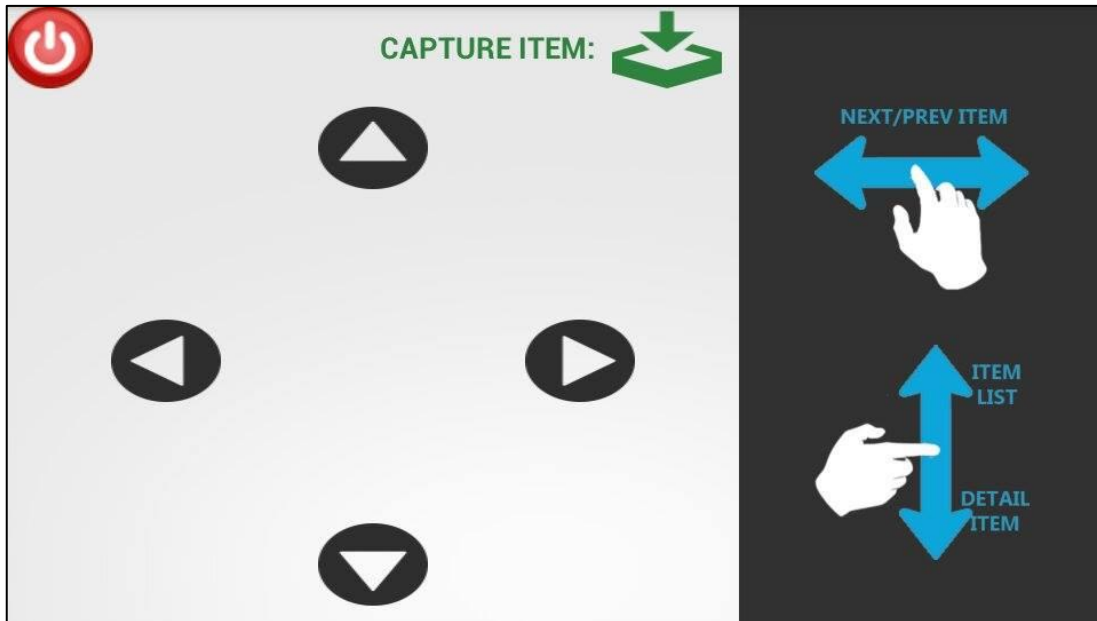 CAPTURE ITEM:
NEXT/PREV ITEM
ITEM
LIST
DETAIL
ITEM